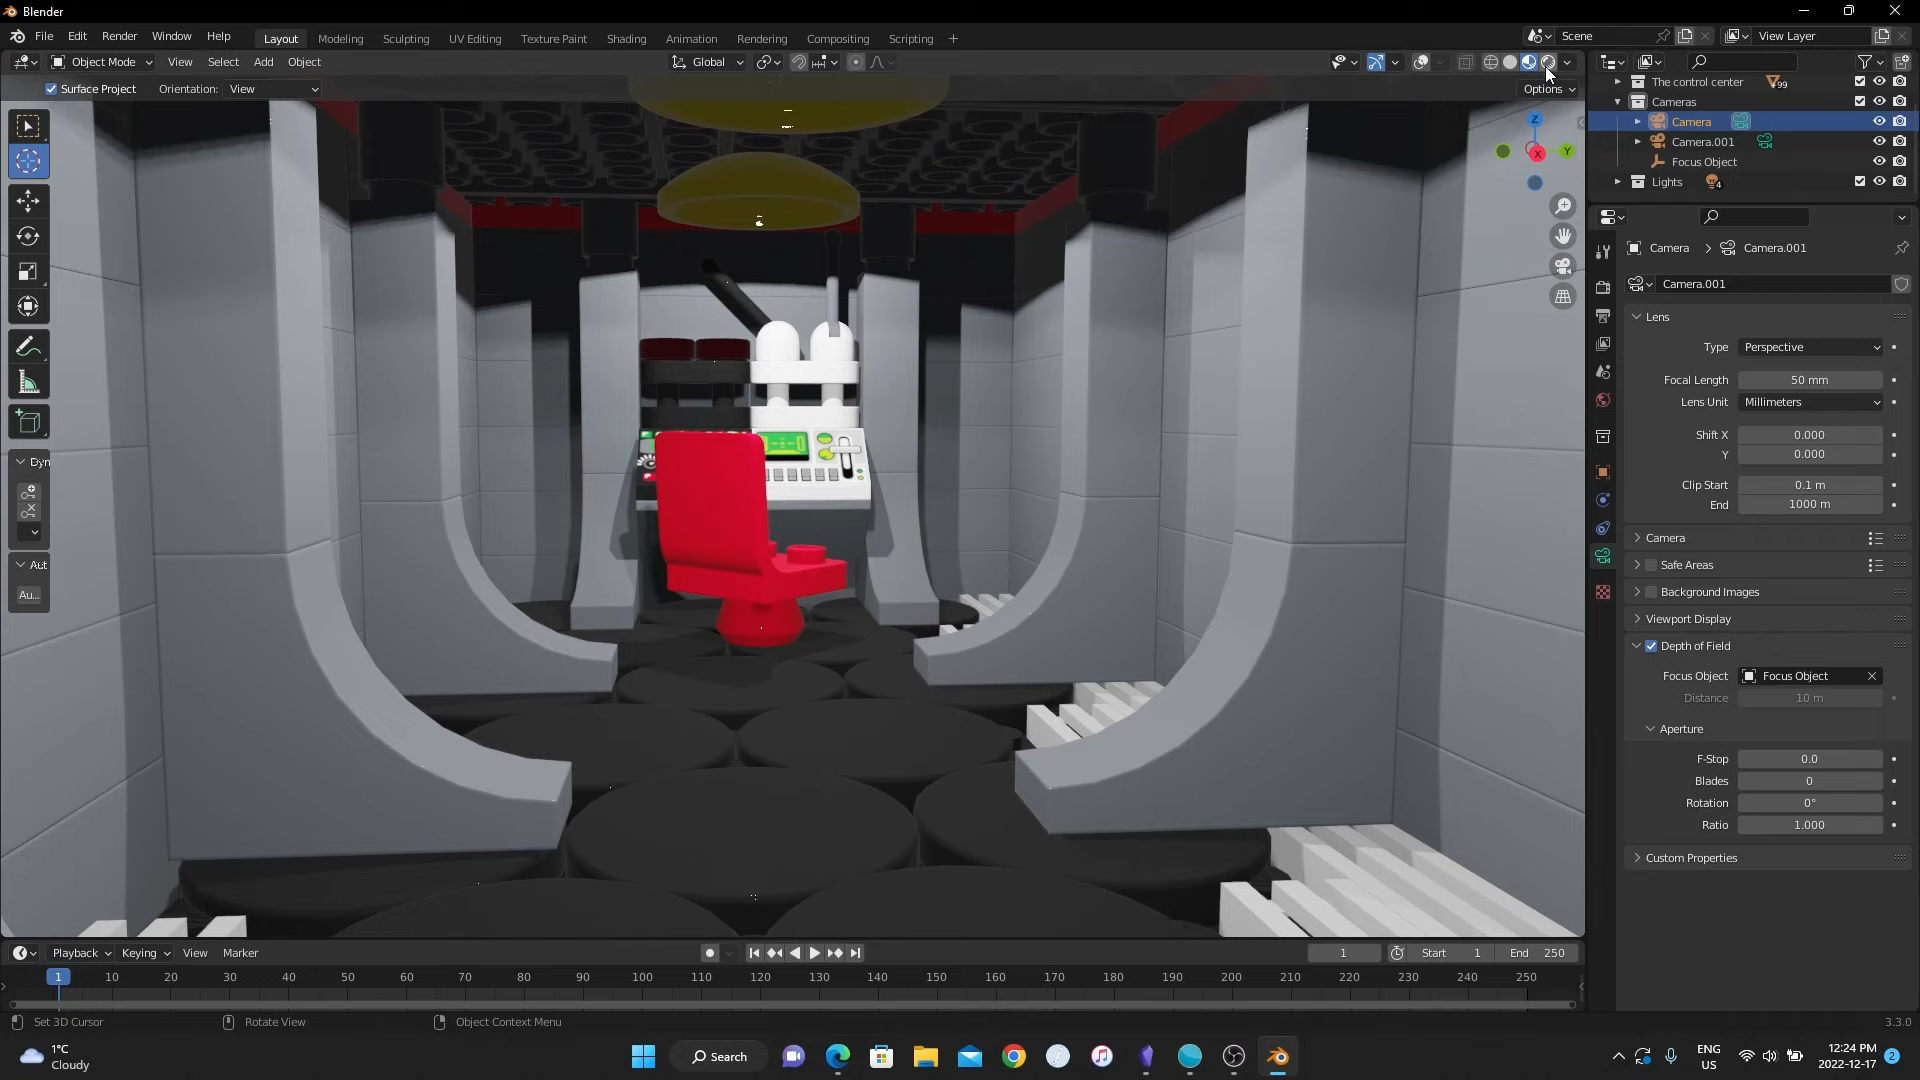 Blender
File Edit Render Window Help
Layout Modeling Sculpting UV Editing Texture Paint Shading Animation Rendering Compositing Scripting +
Scene
View Layer
Object Mode View Select Add Object
Global
Surface Project Orientation: View
Options
The control center 99
Cameras
Camera
Camera.001
Focus Object
Lights 4
Z
X
Y
Dyn
Aut
Au...
Camera Camera.001
Camera.001
Lens
Type Perspective
Focal Length 50 mm
Lens Unit Millimeters
Shift X 0.000
Y 0.000
Clip Start 0.1 m
End 1000 m
Camera
Safe Areas
Background Images
Viewport Display
Depth of Field
Focus Object Focus Object
Distance 10 m
Aperture
F-Stop 0.0
Blades 0
Rotation 0°
Ratio 1.000
Custom Properties
Playback Keying View Marker
1 Start 1 End 250
1 10 20 30 40 50 60 70 80 90 100 110 120 130 140 150 160 170 180 190 200 210 220 230 240 250
Set 3D Cursor Rotate View Object Context Menu
3.3.0
1°C
Cloudy
Search
ENG
US
12:24 PM
2022-12-17
2